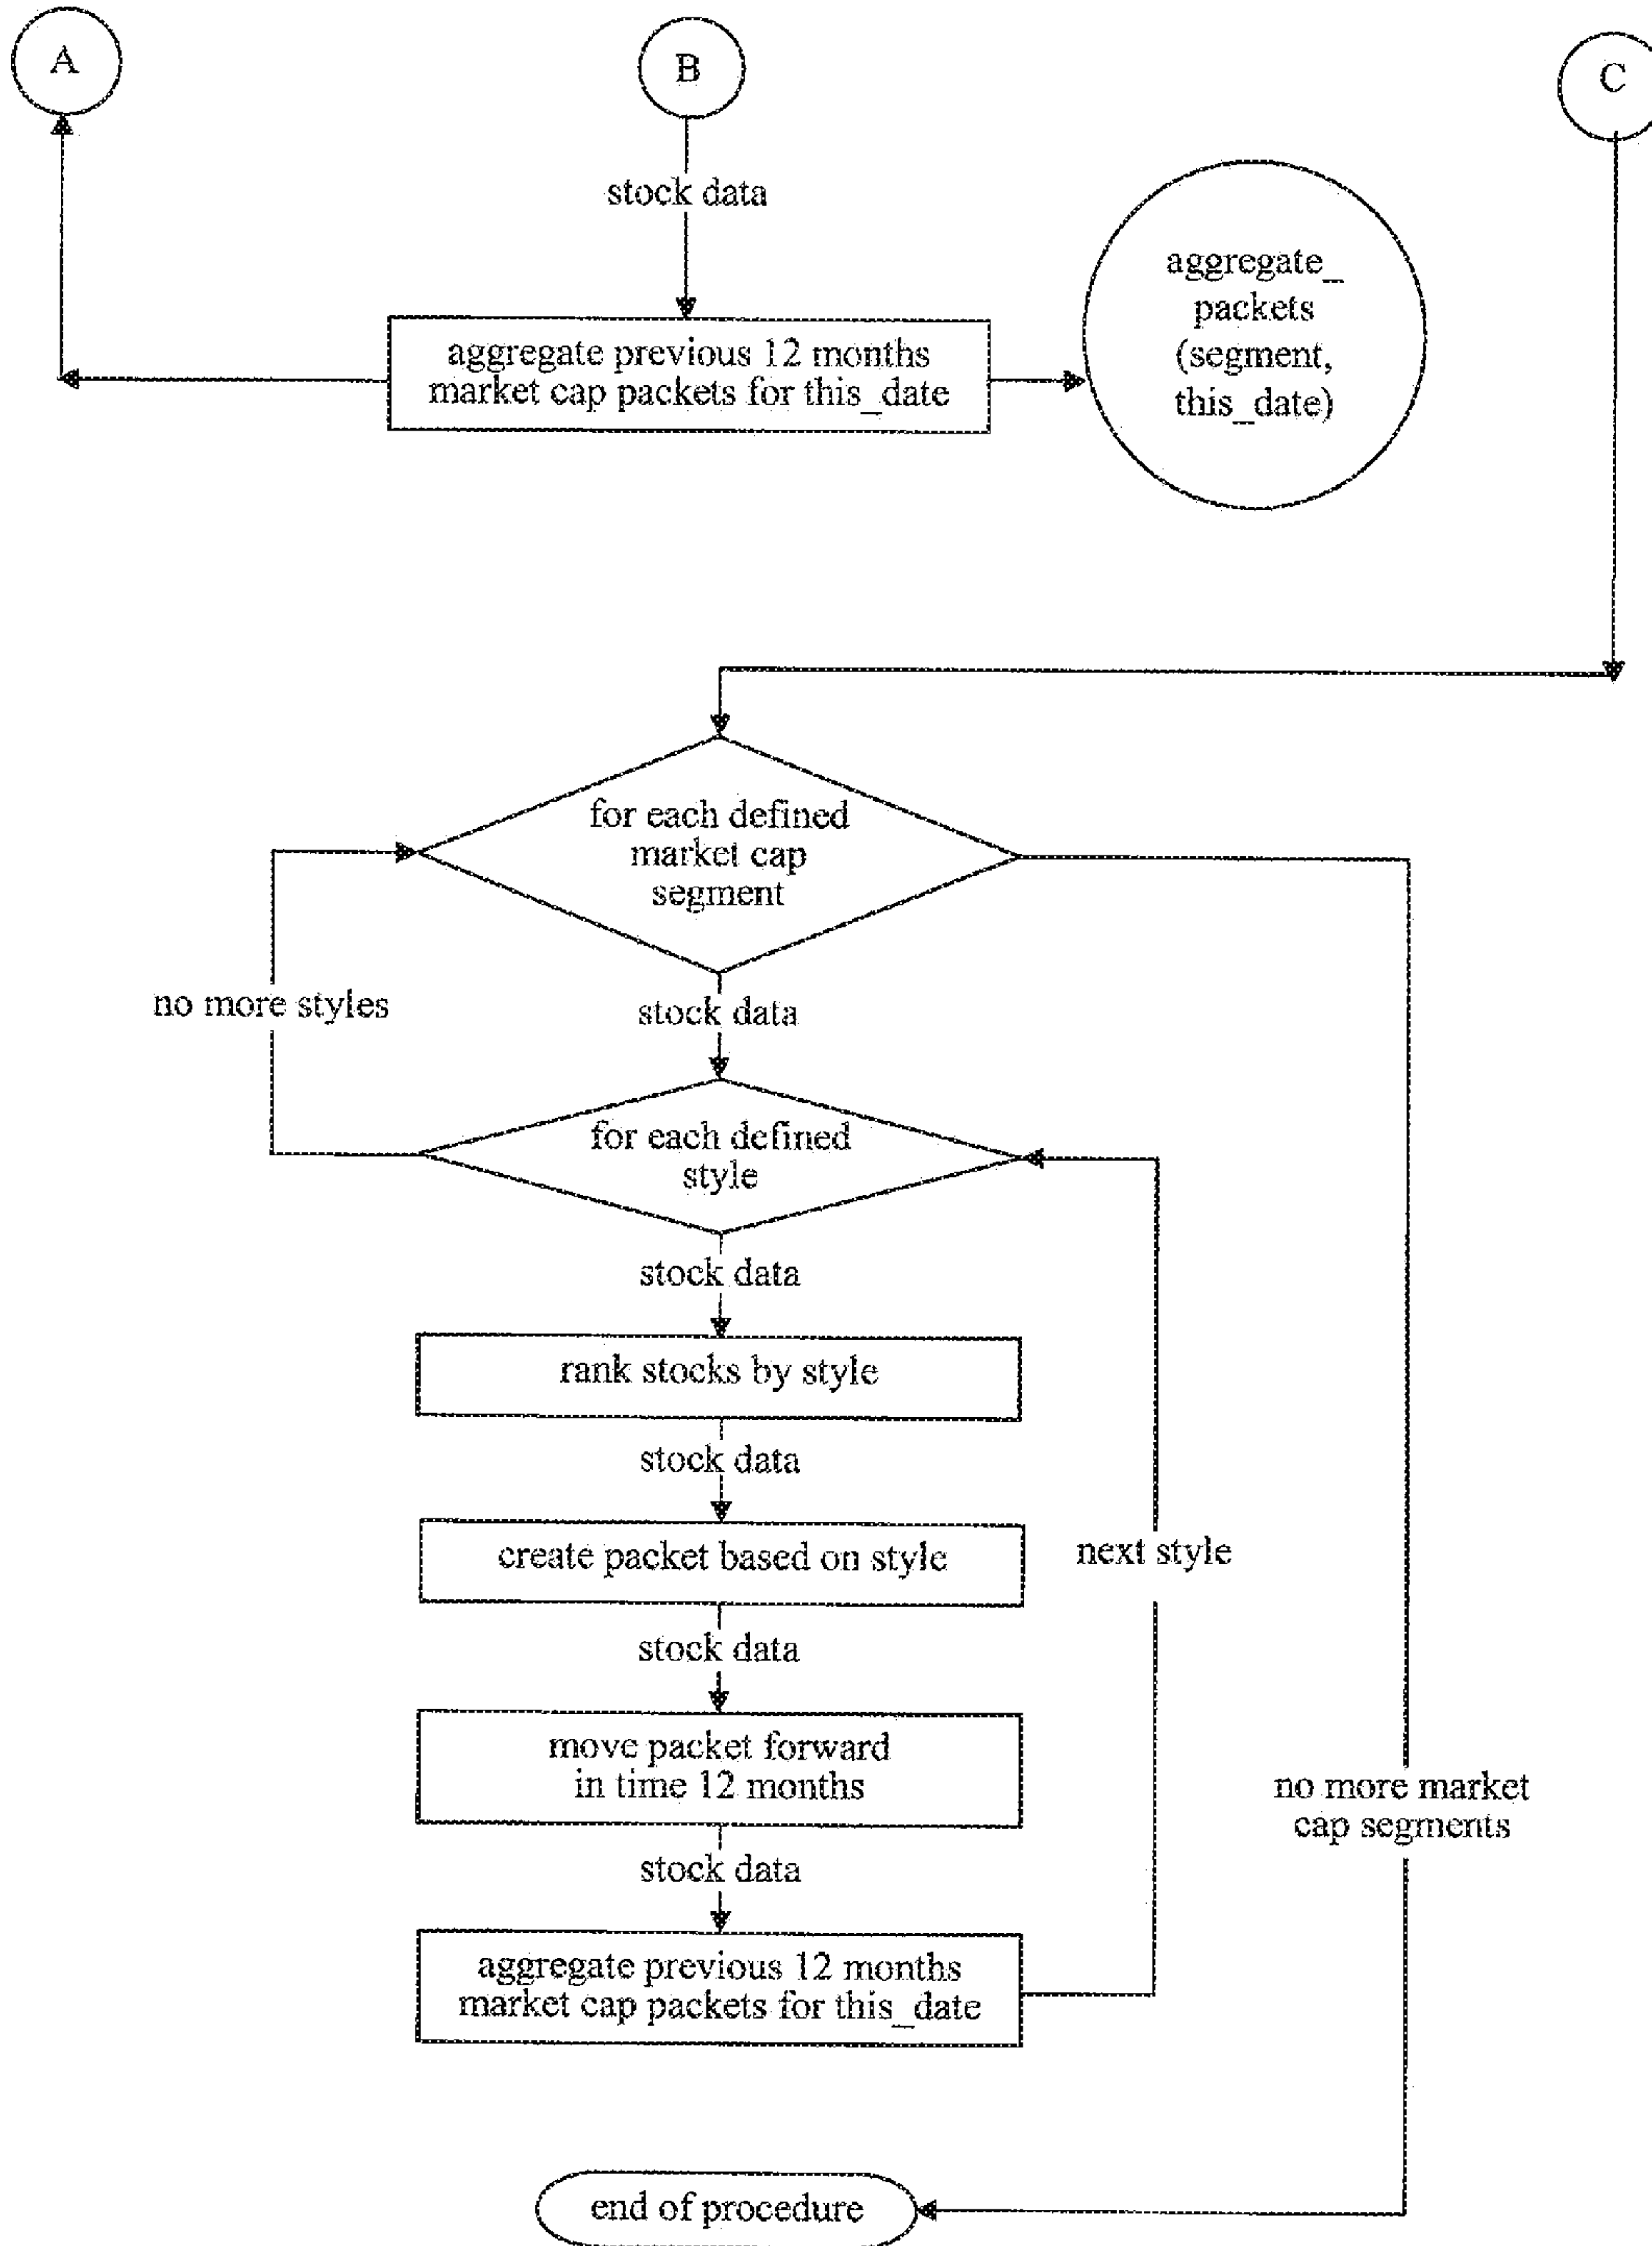 A
B
C
stock data
aggregate_
packets
(segment,
this_date)
aggregate previous 12 months
market cap packets for this_date
for each defined
market cap
segment
no more styles
stock data
for each defined
style
stock data
rank stocks by style
stock data
create packet based on style
next style
stock data
move packet forward
in time 12 months
no more market
cap segments
stock data
aggregate previous 12 months
market cap packets for this_date
end of procedure